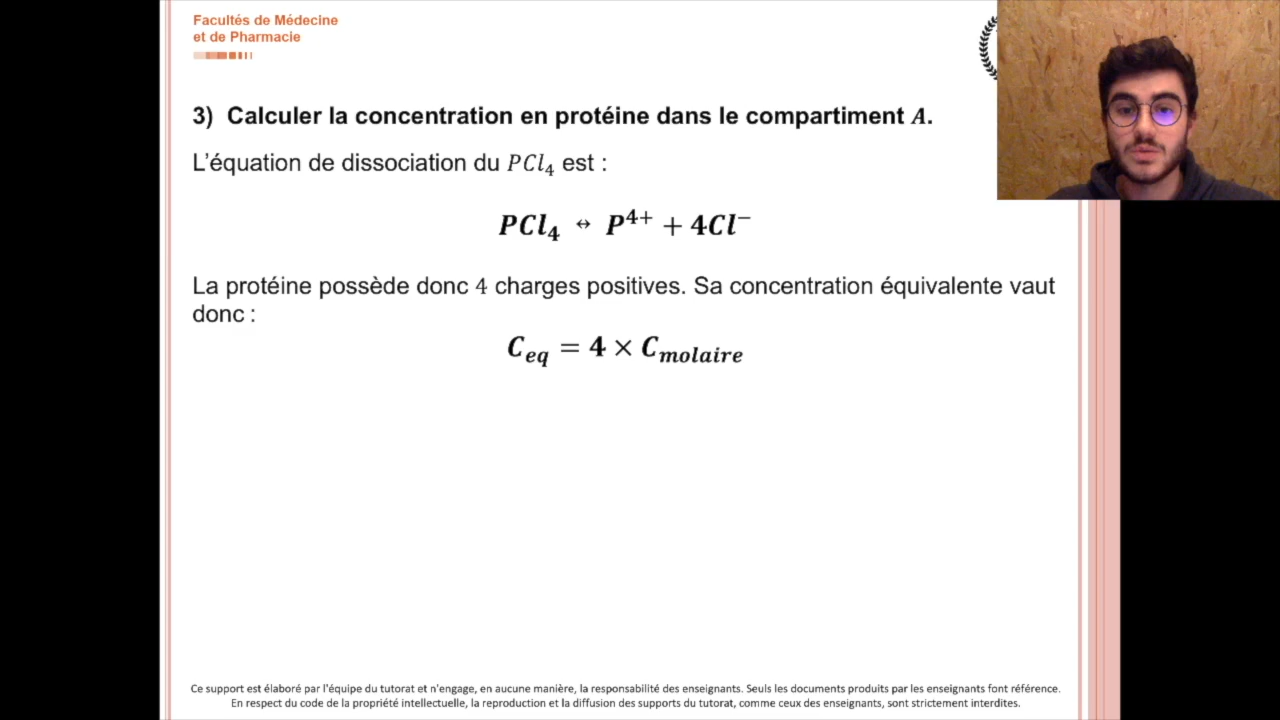 Facultés de Médecine
et de Pharmacie
3) Calculer la concentration en protéine dans le compartiment A.
L'équation de dissociation du PCl₄ est :
PCl₄ ↔ P⁴⁺ + 4Cl⁻
La protéine possède donc 4 charges positives. Sa concentration équivalente vaut
donc :
C_eq = 4 × C_molaire
Ce support est élaboré par l'équipe du tutorat et n'engage, en aucune manière, la responsabilité des enseignants. Seuls les documents produits par les enseignants font référence.
En respect du code de la propriété intellectuelle, la reproduction et la diffusion des supports du tutorat, comme ceux des enseignants, sont strictement interdites.